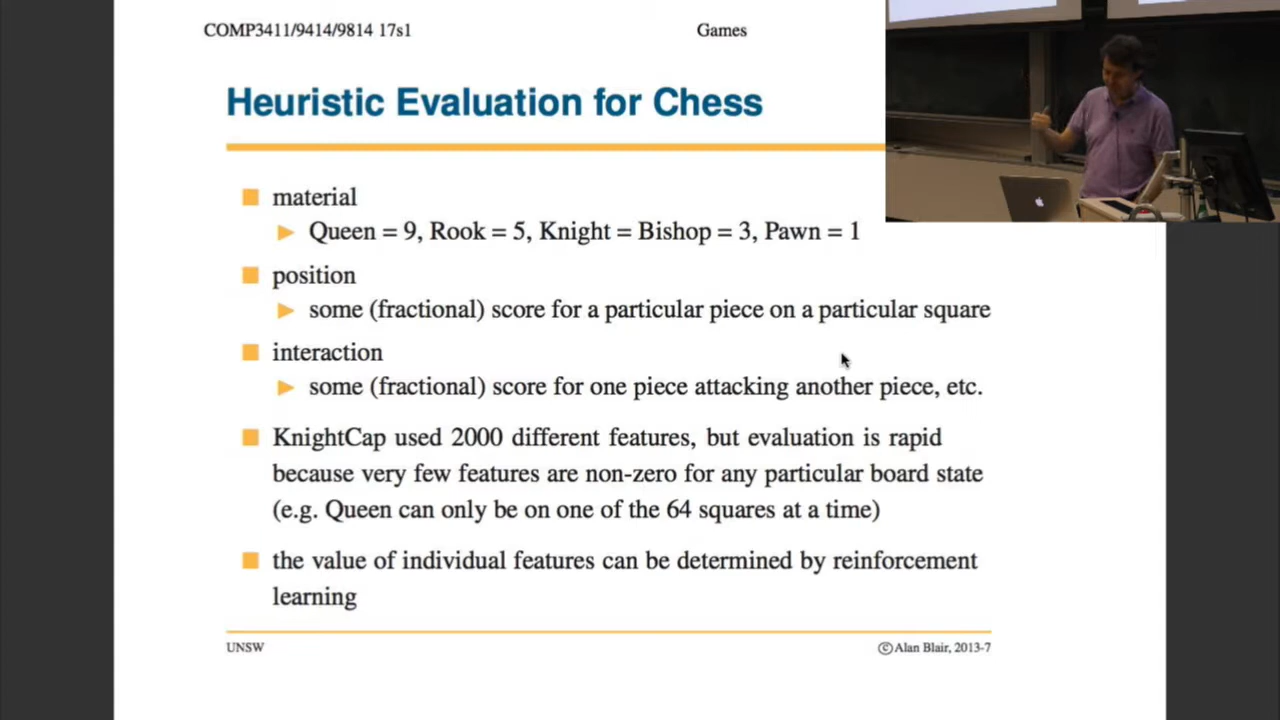 COMP3411/9414/9814 17s1 Games
Heuristic Evaluation for Chess
material
Queen = 9, Rook = 5, Knight = Bishop = 3, Pawn = 1
position
some (fractional) score for a particular piece on a particular square
interaction
some (fractional) score for one piece attacking another piece, etc.
KnightCap used 2000 different features, but evaluation is rapid
because very few features are non-zero for any particular board state
(e.g. Queen can only be on one of the 64 squares at a time)
the value of individual features can be determined by reinforcement
learning
UNSW ©Alan Blair, 2013-7